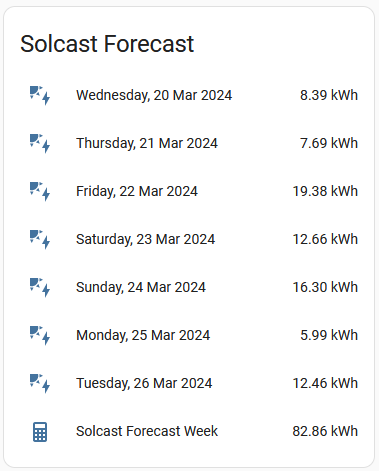 Solcast Forecast
Wednesday, 20 Mar 2024 8.39 kWh
Thursday, 21 Mar 2024 7.69 kWh
Friday, 22 Mar 2024 19.38 kWh
Saturday, 23 Mar 2024 12.66 kWh
Sunday, 24 Mar 2024 16.30 kWh
Monday, 25 Mar 2024 5.99 kWh
Tuesday, 26 Mar 2024 12.46 kWh
Solcast Forecast Week 82.86 kWh